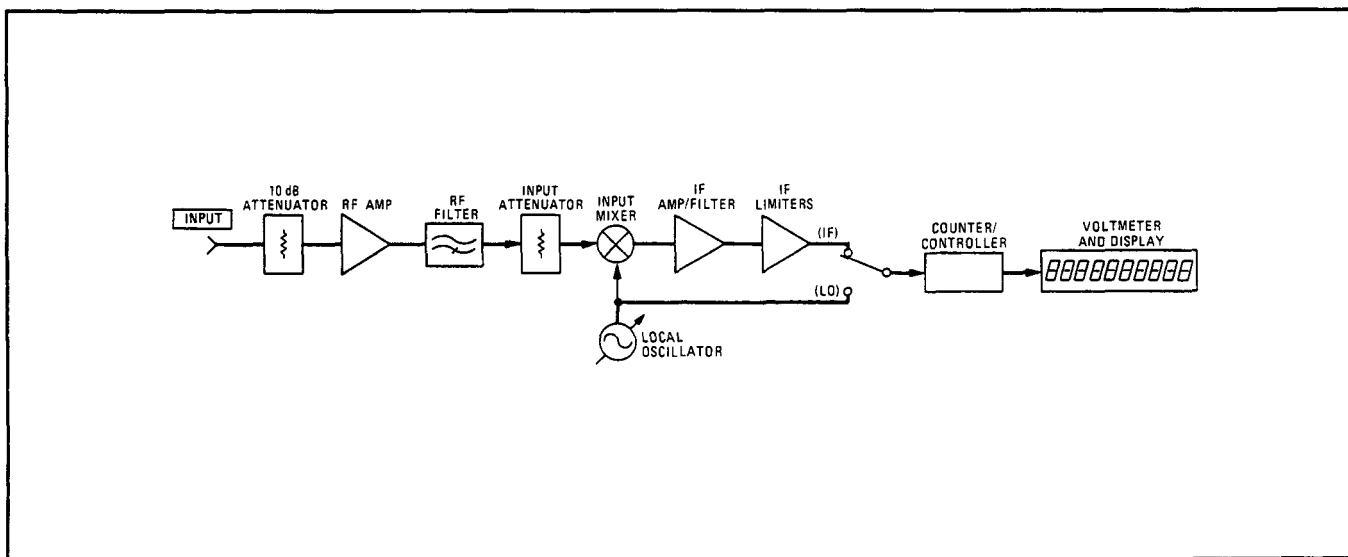 INPUT
10 dB
ATTENUATOR
RF AMP
RF
FILTER
INPUT
ATTENUATOR
INPUT
MIXER
IF
AMP/FILTER
IF
LIMITERS
(IF)
(LO)
LOCAL
OSCILLATOR
COUNTER/
CONTROLLER
VOLTMETER
AND DISPLAY
8888888888